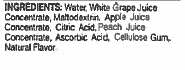 INGREDIENTS: Water, White Grape Juice
Concentrate, Maltodextrin, Apple Juice
Concentrate, Citric Acid, Peach Juice
Concentrate, Ascorbic Acid, Cellulose Gum,
Natural Flavor.